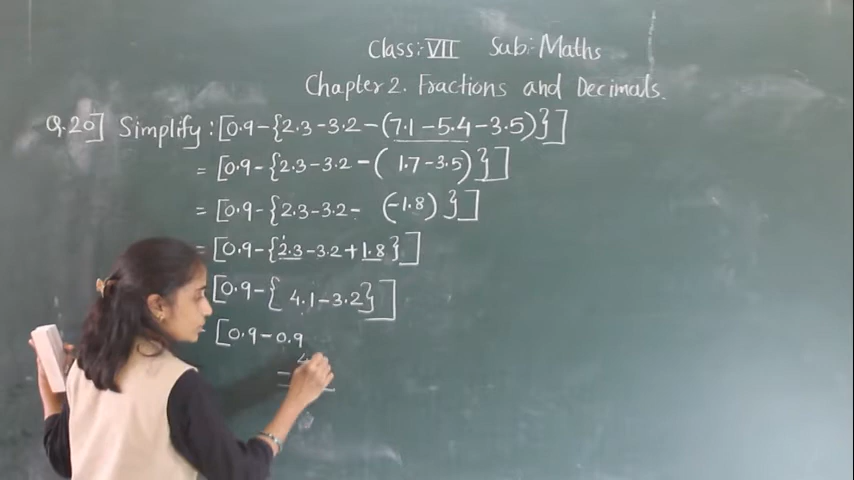 Class:- VII Sub:- Maths
Chapter 2. Fractions and Decimals.
Q.20] Simplify : [0.9-{2.3-3.2-(7.1-5.4-3.5)}]
= [0.9-{2.3-3.2-( 1.7-3.5)}]
= [0.9-{2.3-3.2- (-1.8)}]
= [0.9-{2.3-3.2+1.8}]
[0.9-{ 4.1-3.2}]
[0.9-0.9
4
-